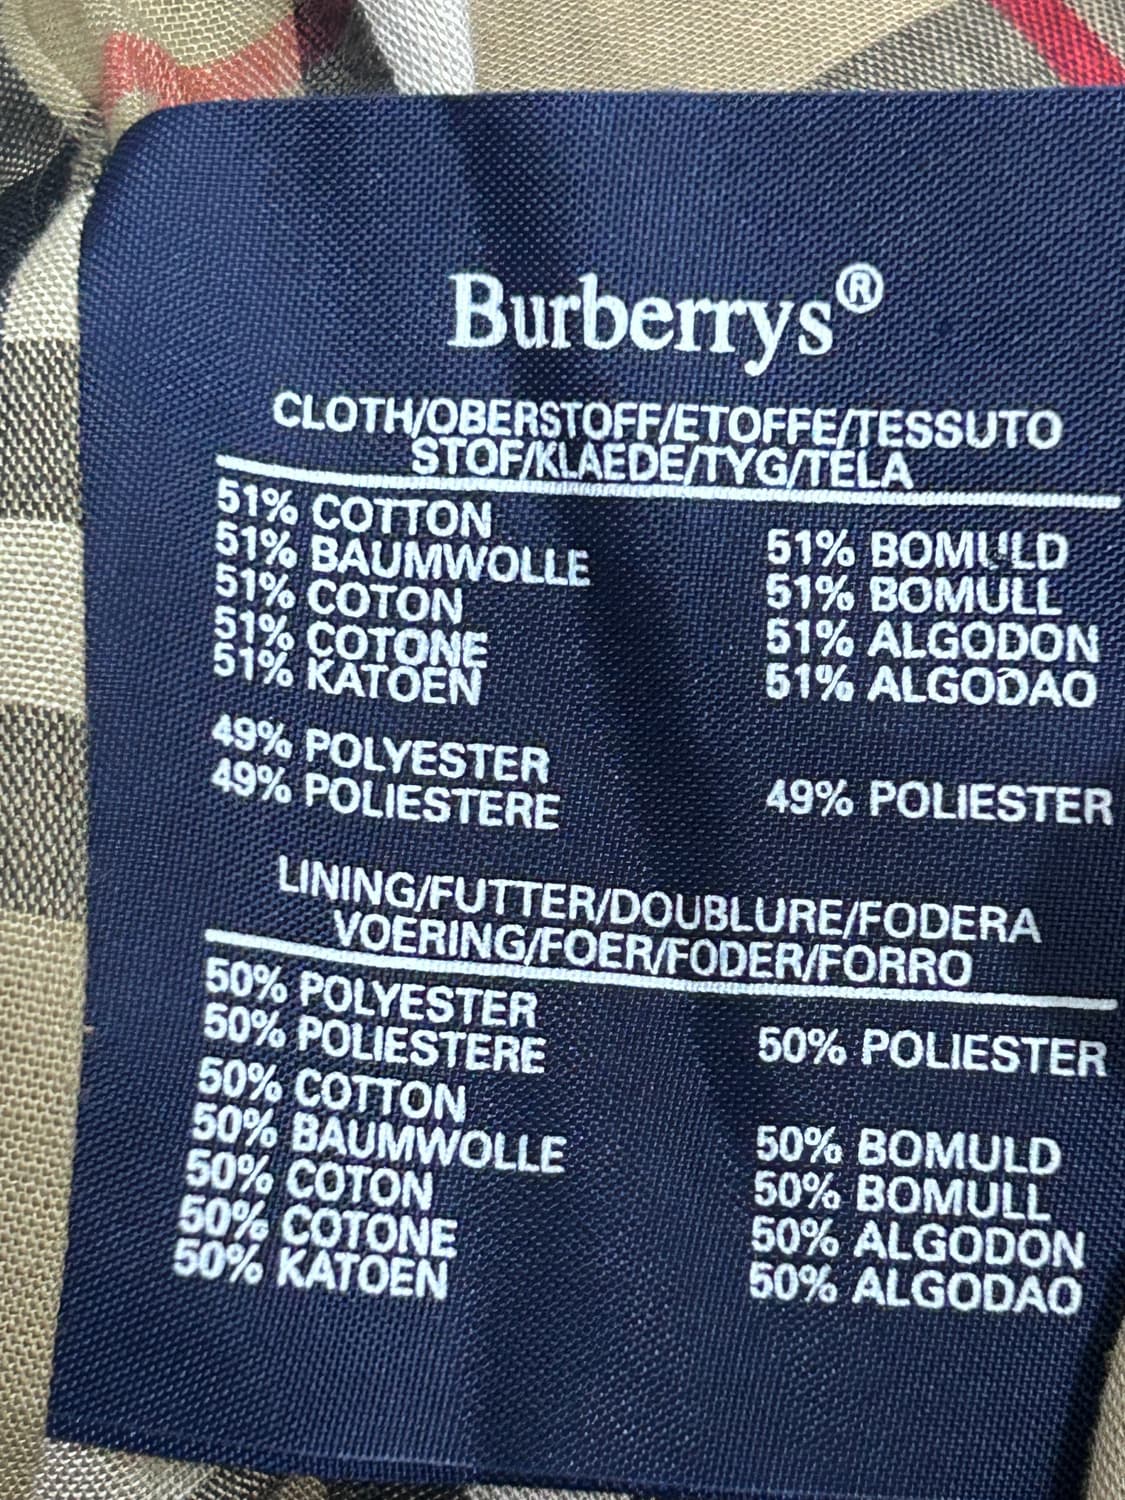 Burberrys®
CLOTH/OBERSTOFF/ETOFFE/TESSUTO
STOF/KLAEDE/TYG/TELA
51% COTTON
51% BAUMWOLLE
51% COTON
51% COTONE
51% KATOEN
51% BOMULD
51% BOMULL
51% ALGODON
51% ALGODAO
49% POLYESTER
49% POLIESTERE
49% POLIESTER
LINING/FUTTER/DOUBLURE/FODERA
VOERING/FOER/FODER/FORRO
50% POLYESTER
50% POLIESTERE
50% POLIESTER
50% COTTON
50% BAUMWOLLE
50% COTON
50% COTONE
50% KATOEN
50% BOMULD
50% BOMULL
50% ALGODON
50% ALGODAO